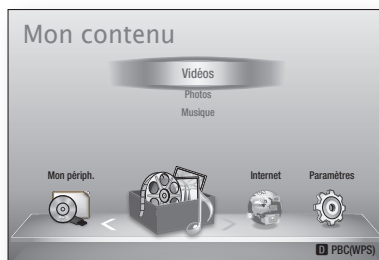 Mon contenu
Vidéos
Photos
Musique
Mon périph.
Internet
Paramètres
D PBC(WPS)